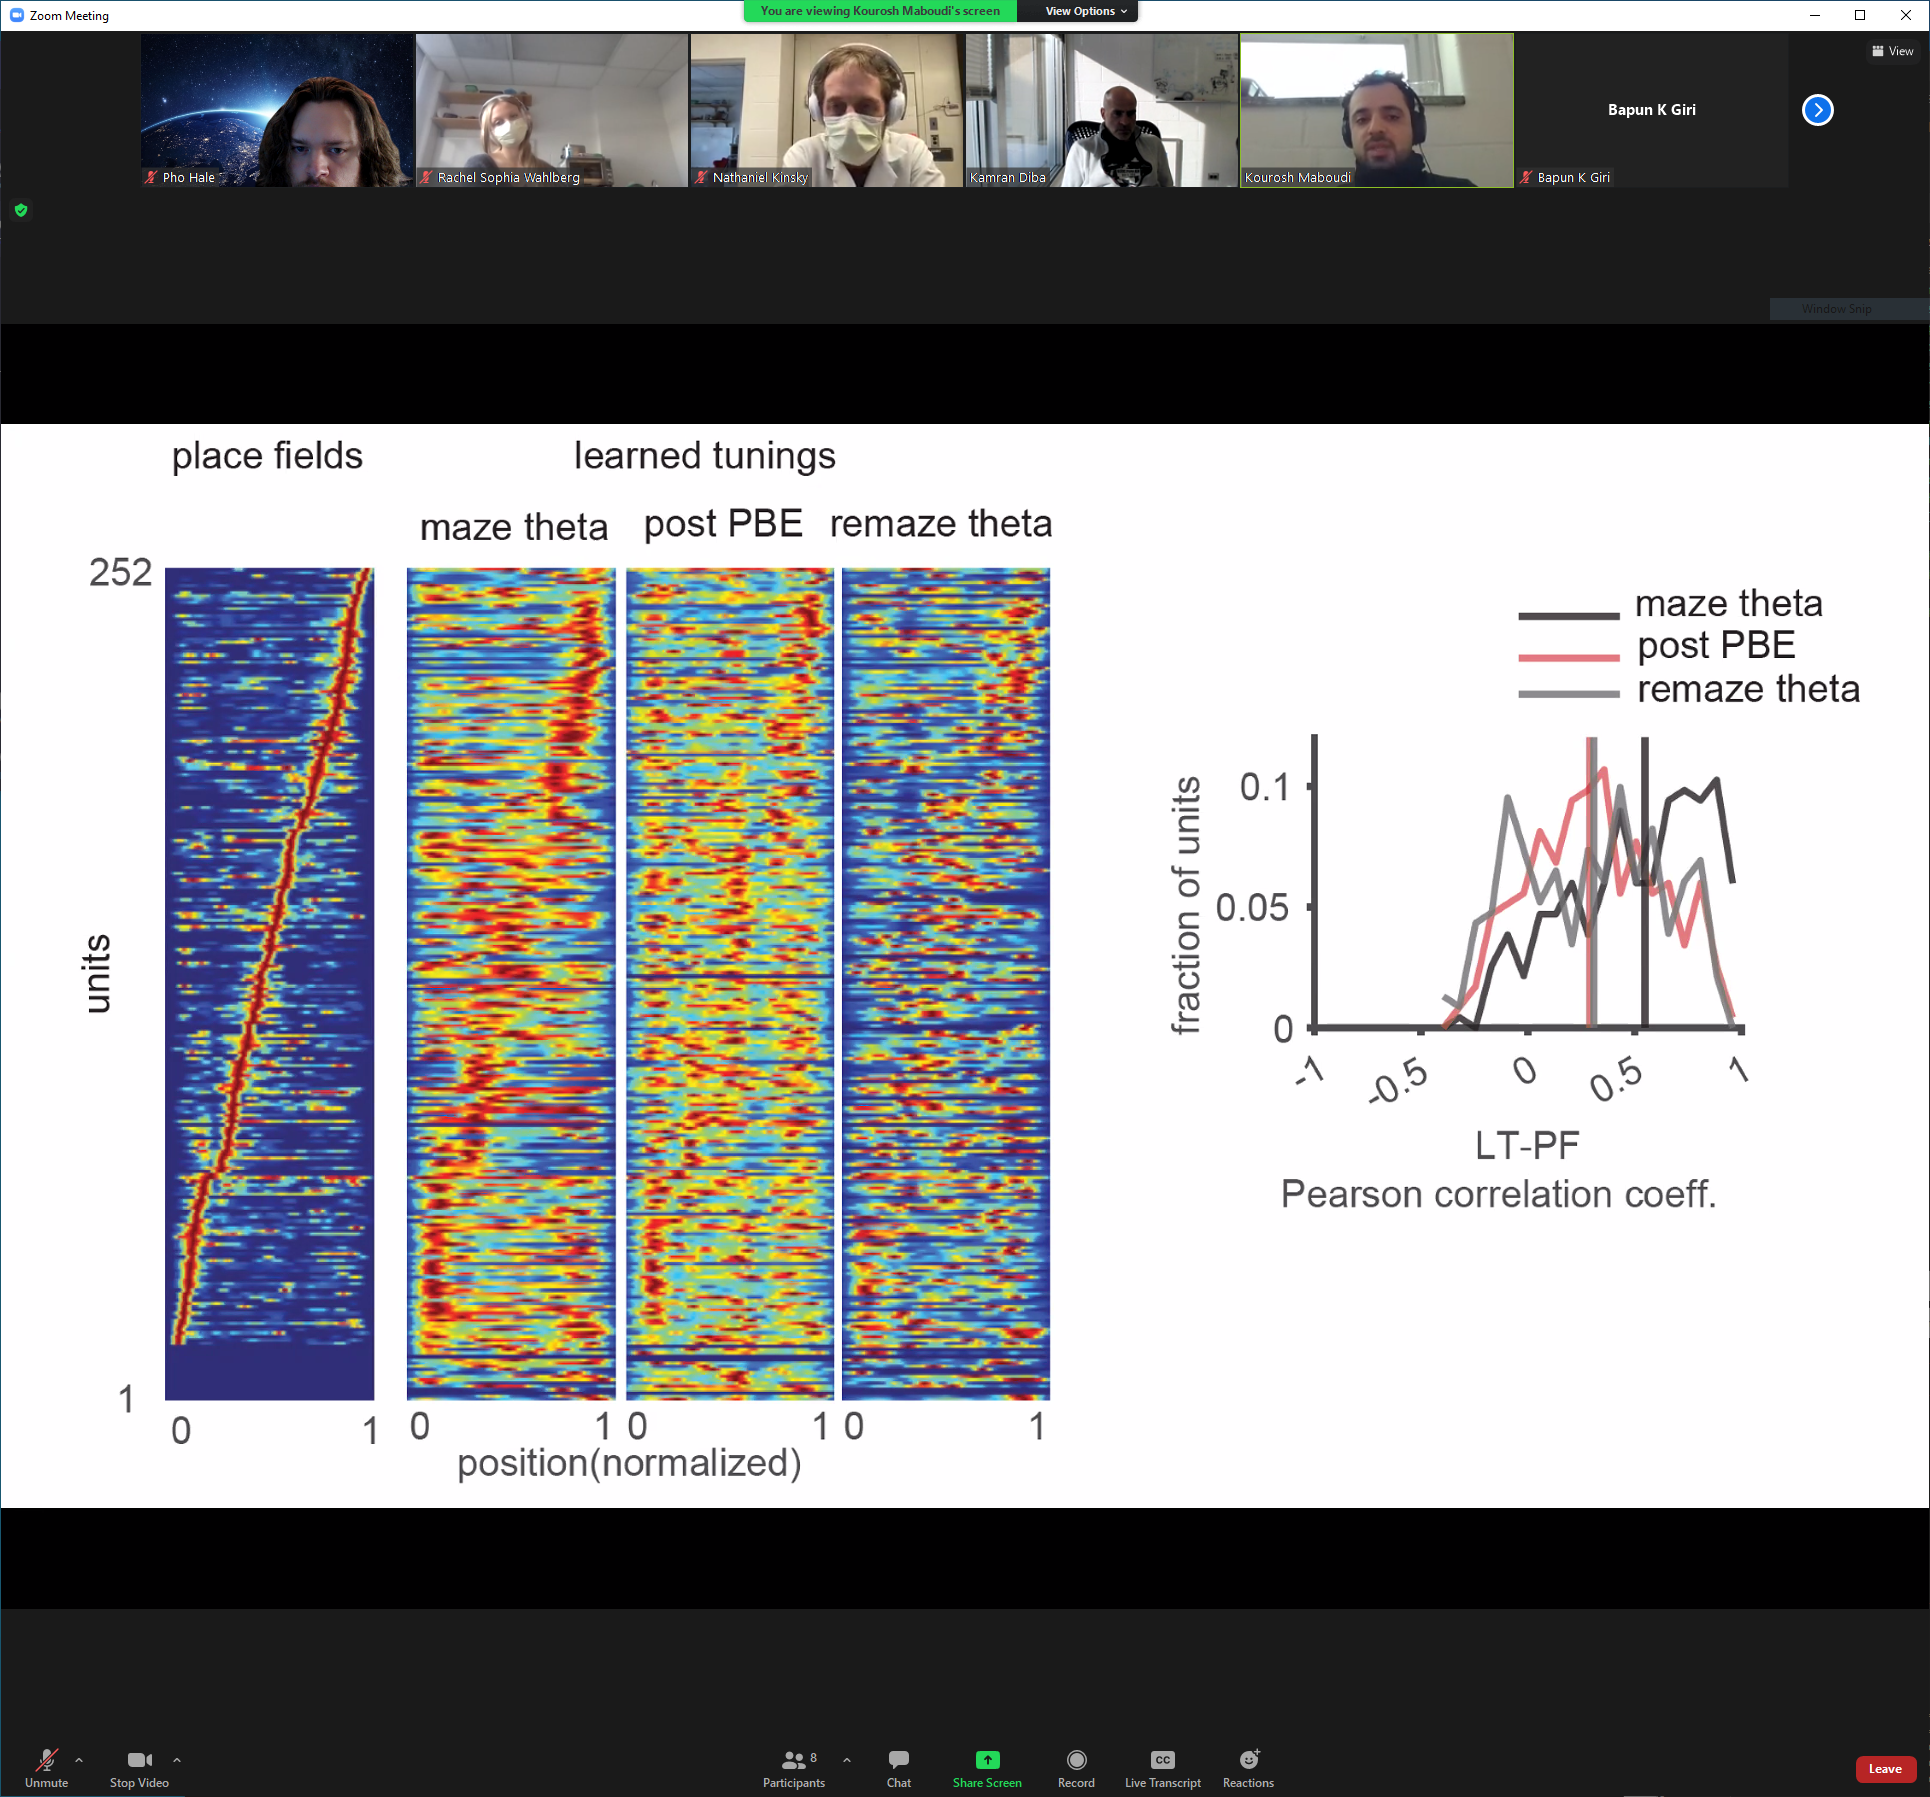 Zoom Meeting
You are viewing Kourosh Maboudi's screen
View Options
View
Bapun K Giri
Pho Hale
Rachel Sophia Wahlberg
Nathaniel Kinsky
Kamran Diba
Kourosh Maboudi
Bapun K Giri
Window Snip
place fields
learned tunings
maze theta
post PBE
remaze theta
252
units
1
0
1
0
1
0
1
0
1
position(normalized)
maze theta
post PBE
remaze theta
fraction of units
0.1
0.05
0
-1
-0.5
0
0.5
1
LT-PF
Pearson correlation coeff.
Unmute
Stop Video
8
Participants
Chat
Share Screen
Record
CC
Live Transcript
Reactions
Leave